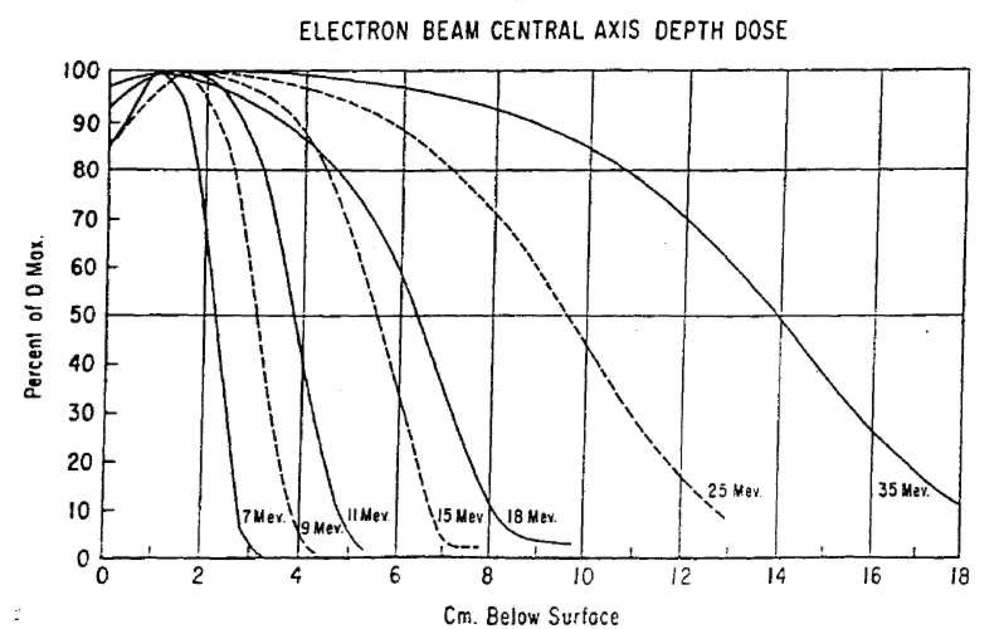 ELECTRON BEAM CENTRAL AXIS DEPTH DOSE
100
90
80
70
60
50
40
30
20
10
0
Percent of D Max.
7 Mev.
9 Mev.
11 Mev.
15 Mev.
18 Mev.
25 Mev.
35 Mev.
0 2 4 6 8 10 12 14 16 18
Cm. Below Surface